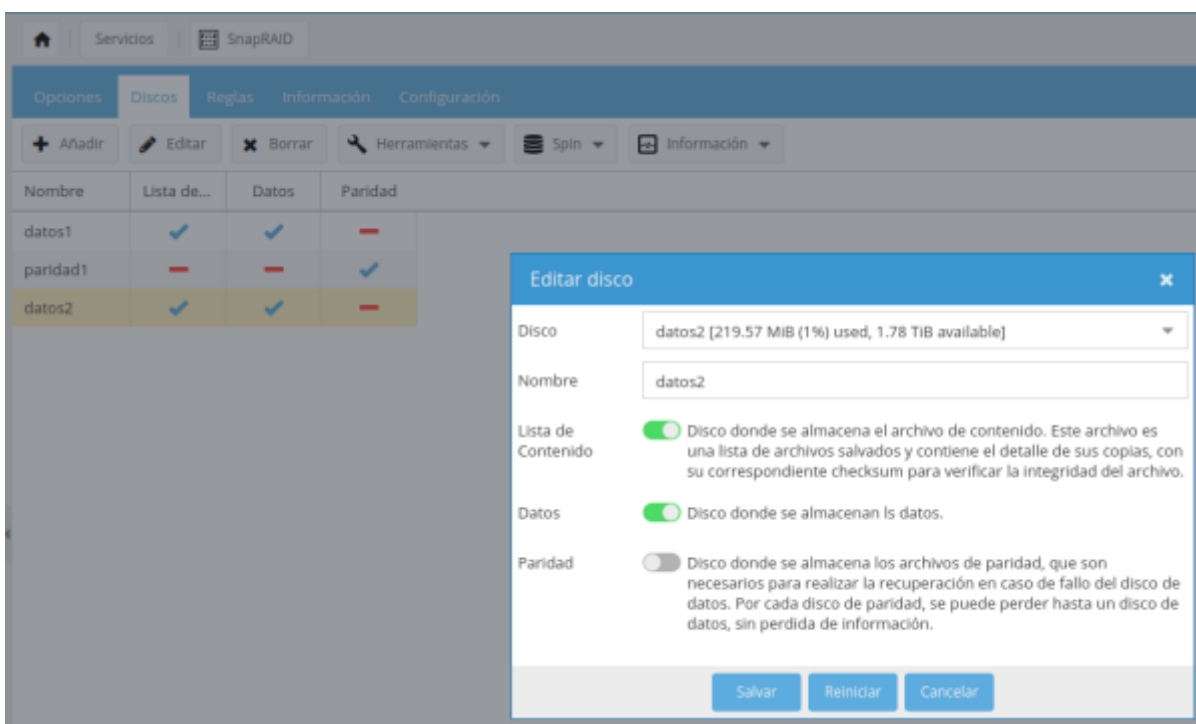 Servicios
SnapRAID
Opciones Discos Reglas Información Configuración
Añadir Editar Borrar Herramientas Spin Información
Nombre Lista de... Datos Paridad
datos1
paridad1
datos2
Editar disco
Disco datos2 [219.57 MiB (1%) used, 1.78 TiB available]
Nombre datos2
Lista de Contenido
Disco donde se almacena el archivo de contenido. Este archivo es
una lista de archivos salvados y contiene el detalle de sus copias, con
su correspondiente checksum para verificar la integridad del archivo.
Datos Disco donde se almacenan ls datos.
Paridad Disco donde se almacena los archivos de paridad, que son
necesarios para realizar la recuperación en caso de fallo del disco de
datos. Por cada disco de paridad, se puede perder hasta un disco de
datos, sin perdida de información.
Salvar Reiniciar Cancelar